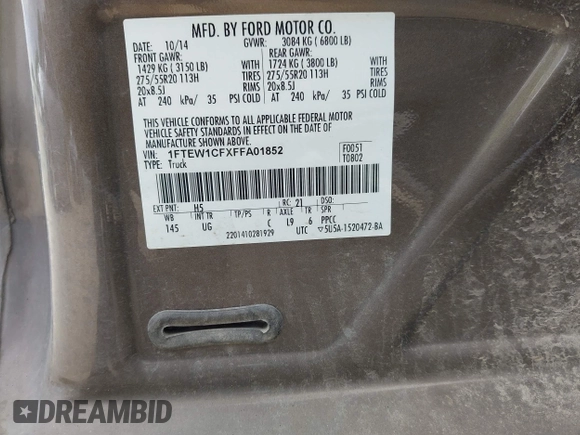 MFD. BY FORD MOTOR CO.
DATE: 10/14 GVWR: 3084 KG ( 6800 LB)
FRONT GAWR: REAR GAWR:
1429 KG ( 3150 LB) WITH 1724 KG ( 3800 LB) WITH
275/55R20 113H TIRES 275/55R20 113H TIRES
20x8.5J RIMS 20x8.5J RIMS
AT 240 kPa/ 35 PSI COLD AT 240 kPa/ 35 PSI COLD
THIS VEHICLE CONFORMS TO ALL APPLICABLE FEDERAL MOTOR
VEHICLE SAFETY STANDARDS IN EFFECT ON THE DATE OF
MANUFACTURE SHOWN ABOVE.
VIN: 1FTEW1CFXFFA01852 F0051
TYPE: Truck T0802
EXT PNT: H5 RC: 21 DSO:
WB INT TR TP/PS R AXLE TR SPR PPCC
145 UG C L9 6
2201410281929 UTC ▽5U5A-1520472-BA
DREAMBID